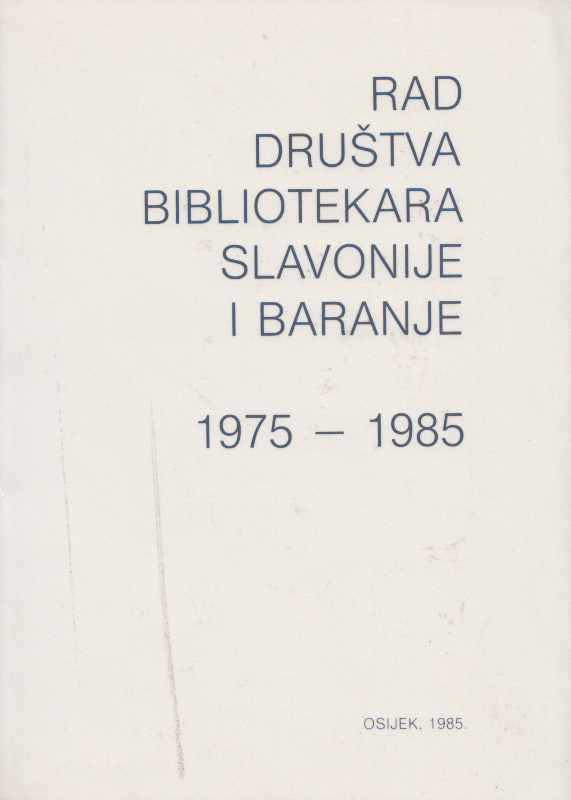 RAD
DRUŠTVA
BIBLIOTEKARA
SLAVONIJE
I BARANJE
1975 – 1985
OSIJEK, 1985.